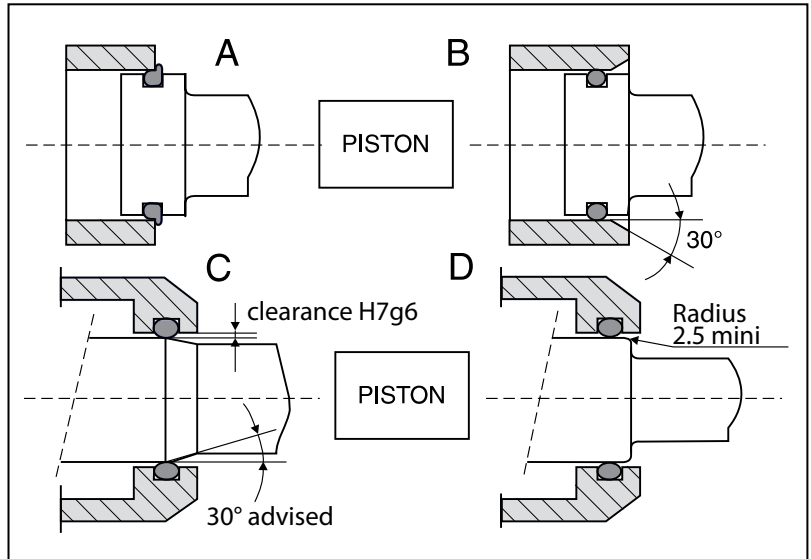 A
B
PISTON
30°
C
D
clearance H7g6
Radius
2.5 mini
PISTON
30° advised